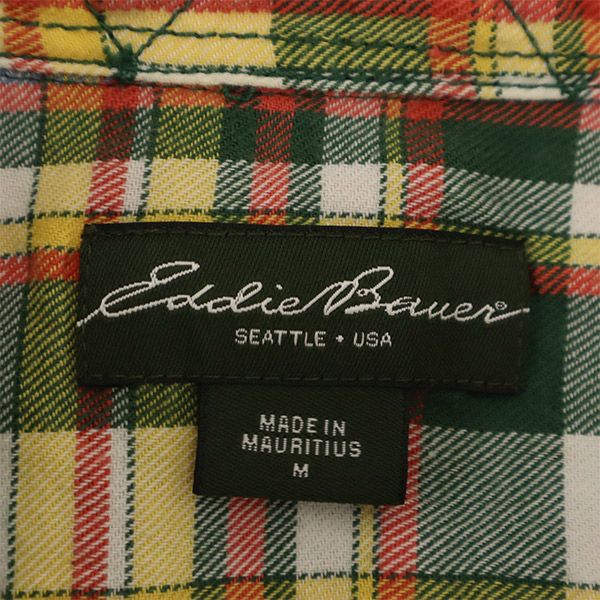 Eddie Bauer®
SEATTLE • USA
MADE IN
MAURITIUS
M